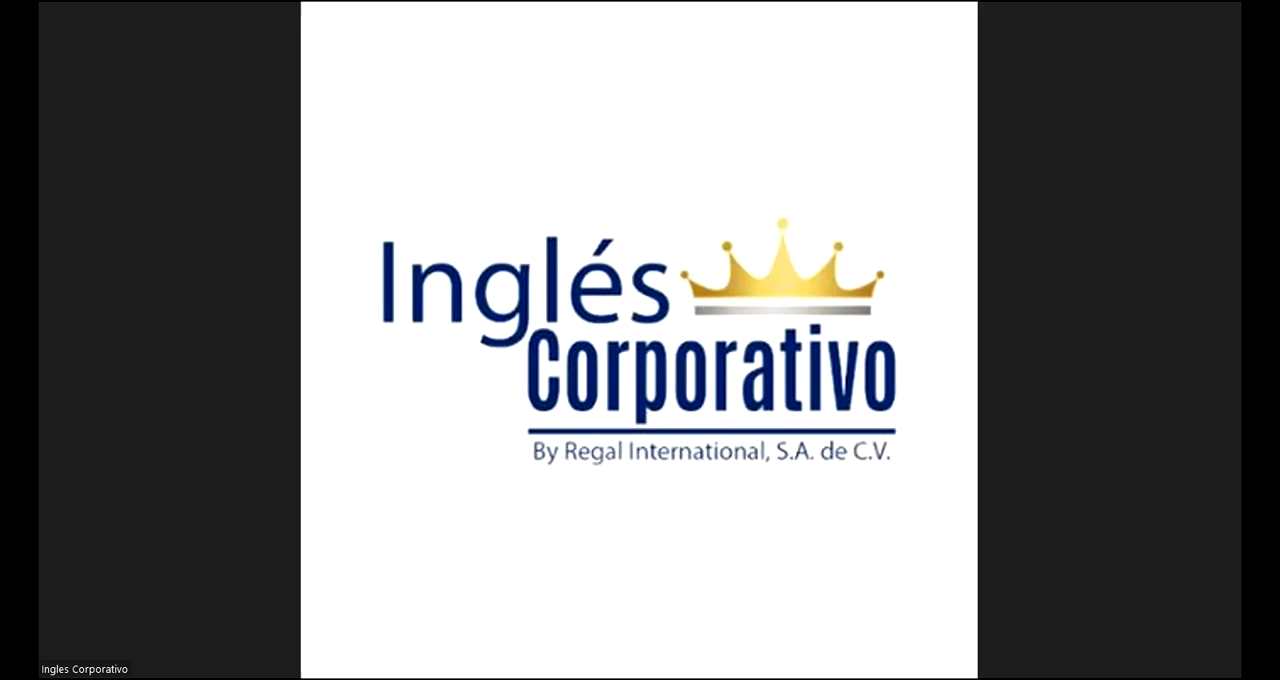 Inglés
Corporativo
By Regal International, S.A. de C.V.
Ingles Corporativo